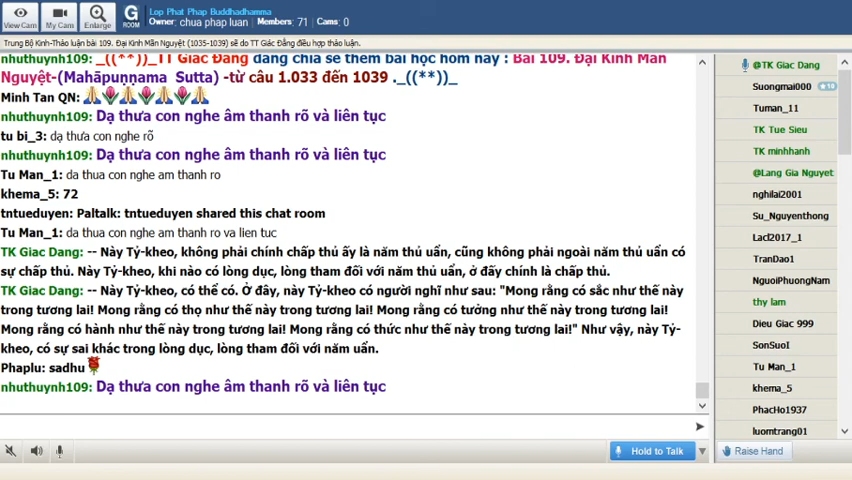 View Cam
My Cam
Enlarge
G
ROOM
Lop Phat Phap Buddhadhamma
Owner: chua phap luan Members: 71 Cams: 0
Trung Bộ Kinh-Thảo luận bài 109. Đại Kinh Mãn Nguyệt (1035-1039) sẽ do TT Giác Đẳng điều hợp thảo luận.
nhuthuynh109: _((**))_TT Giác Đẳng đang chia sẻ thêm bài học hôm nay : Bài 109. Đại Kinh Mãn
Nguyệt-(Mahāpuṇṇama Sutta) -từ câu 1.033 đến 1039 ._((**))_
Minh Tan QN:
nhuthuynh109: Dạ thưa con nghe âm thanh rõ và liên tục
tu bi_3: dạ thưa con nghe rõ
nhuthuynh109: Dạ thưa con nghe âm thanh rõ và liên tục
Tu Man_1: da thua con nghe am thanh ro
khema_5: 72
tntueduyen: Paltalk: tntueduyen shared this chat room
Tu Man_1: da thua con nghe am thanh ro va lien tuc
TK Giac Dang: -- Này Tỷ-kheo, không phải chính chấp thủ ấy là năm thủ uẩn, cũng không phải ngoài năm thủ uẩn có
sự chấp thủ. Này Tỷ-kheo, khi nào có lòng dục, lòng tham đối với năm thủ uẩn, ở đấy chính là chấp thủ.
TK Giac Dang: -- Này Tỷ-kheo, có thể có. Ở đây, này Tỷ-kheo có người nghĩ như sau: "Mong rằng có sắc như thế này
trong tương lai! Mong rằng có thọ như thế này trong tương lai! Mong rằng có tưởng như thế này trong tương lai!
Mong rằng có hành như thế này trong tương lai! Mong rằng có thức như thế này trong tương lai!" Như vậy, này Tỷ-
kheo, có sự sai khác trong lòng dục, lòng tham đối với năm uẩn.
Phaplu: sadhu
nhuthuynh109: Dạ thưa con nghe âm thanh rõ và liên tục
Hold to Talk
@TK Giac Dang
Suongmai000
10
Tuman_11
TK Tue Sieu
TK minhhanh
@Lang Gia Nguyet
nghilai2001
Su_Nguyenthong
Lacl2017_1
TranDao1
NguoiPhuongNam
thy lam
Dieu Giac 999
SonSuoI
Tu Man_1
khema_5
PhacHo1937
luomtrang01
Raise Hand